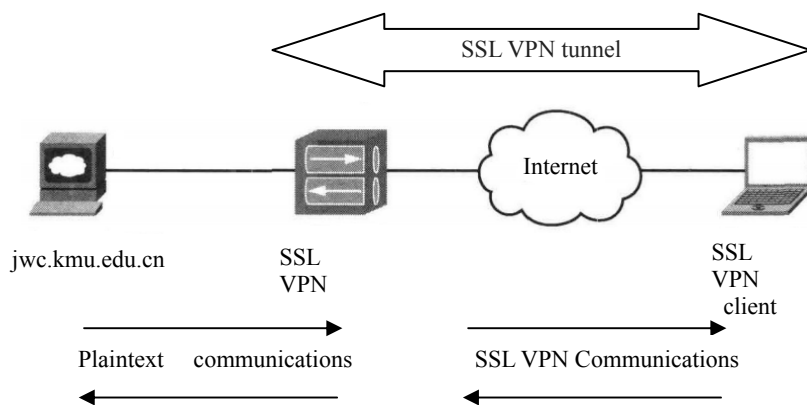 SSL VPN tunnel
Internet
jwc.kmu.edu.cn
SSL
VPN
SSL
VPN
client
Plaintext communications
SSL VPN Communications